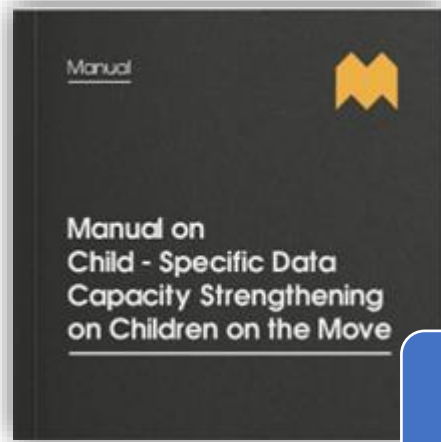 Manual
Manual on
Child - Specific Data
Capacity Strengthening
on Children on the Move